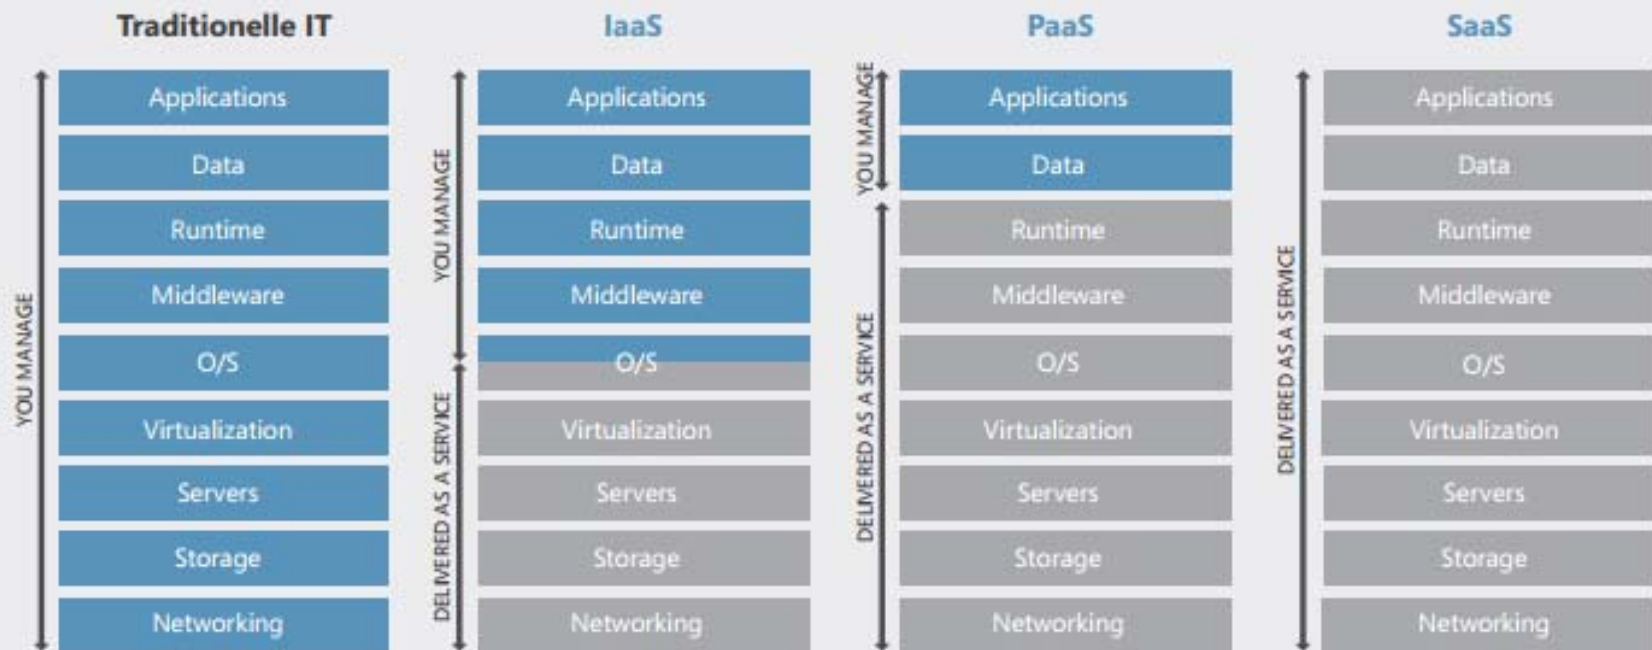 Traditionelle IT
IaaS
PaaS
SaaS
YOU MANAGE
Applications
Data
Runtime
Middleware
O/S
Virtualization
Servers
Storage
Networking
YOU MANAGE
DELIVERED AS A SERVICE
Applications
Data
Runtime
Middleware
O/S
Virtualization
Servers
Storage
Networking
YOU MANAGE
DELIVERED AS A SERVICE
Applications
Data
Runtime
Middleware
O/S
Virtualization
Servers
Storage
Networking
DELIVERED AS A SERVICE
Applications
Data
Runtime
Middleware
O/S
Virtualization
Servers
Storage
Networking